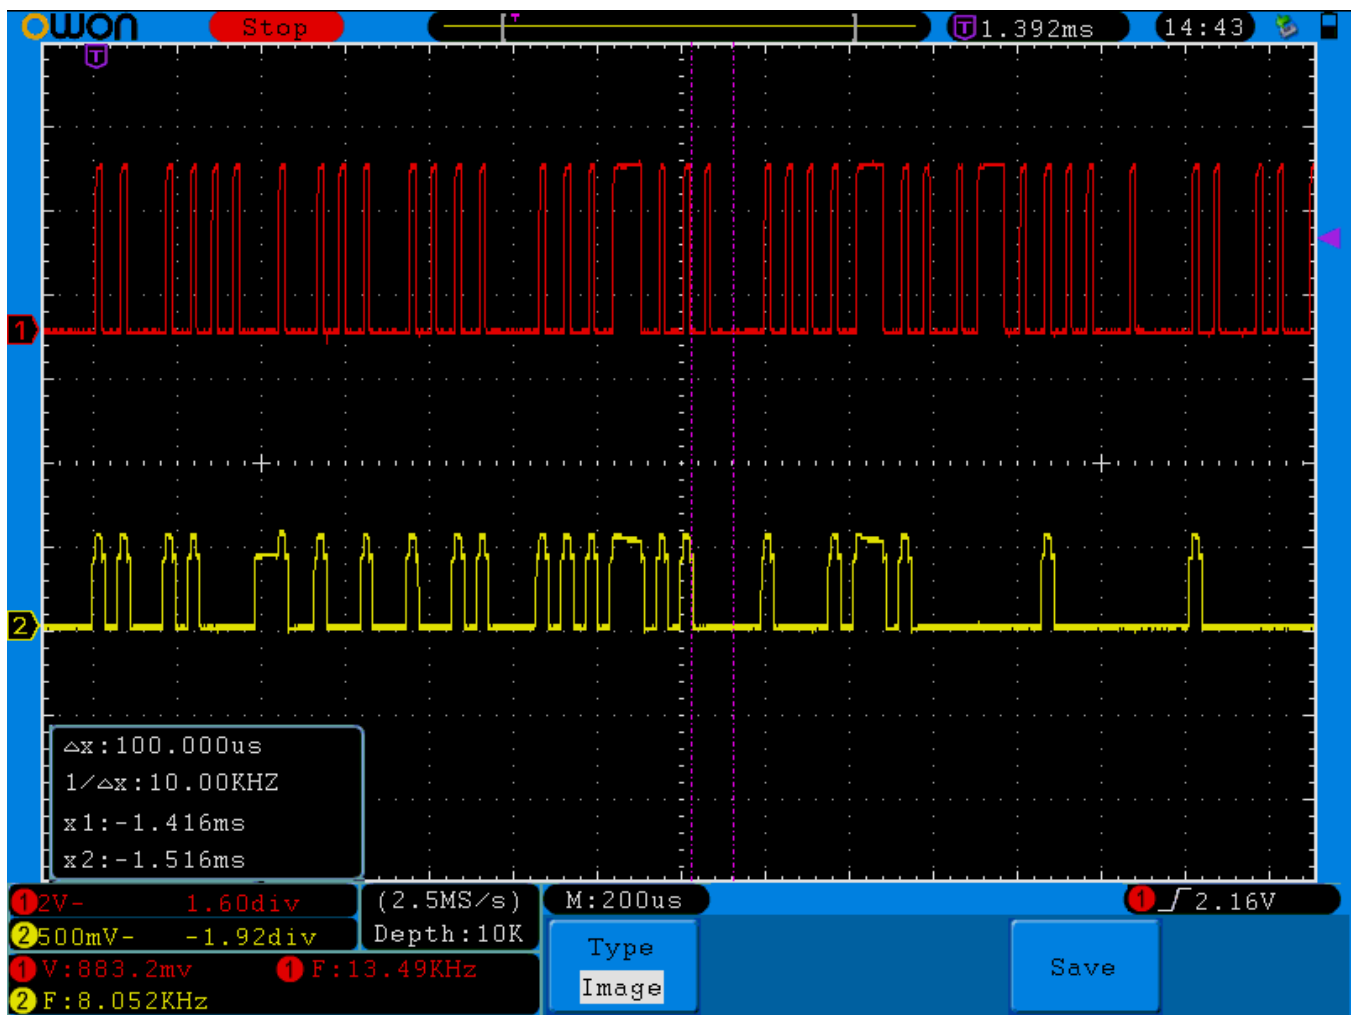 OWON Stop T T 1.392ms 14:43
T
1
2
△x:100.000us
1/△x:10.00KHZ
x1:-1.416ms
x2:-1.516ms
1 2V- 1.60div (2.5MS/s) M:200us 1 2.16V
2 500mV- -1.92div Depth:10K
Type
Image
Save
1 V:883.2mv 1 F:13.49KHz
2 F:8.052KHz